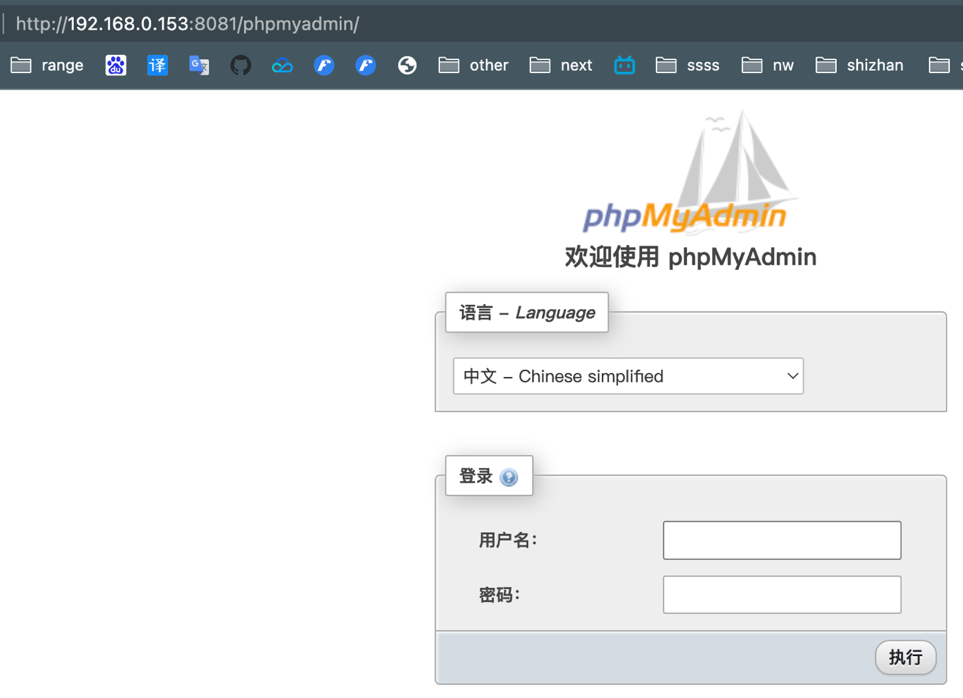 http://192.168.0.153:8081/phpmyadmin/
range 译 other next ssss nw shizhan
phpMyAdmin
欢迎使用 phpMyAdmin
语言 - Language
中文 - Chinese simplified
登录
用户名：
密码：
执行